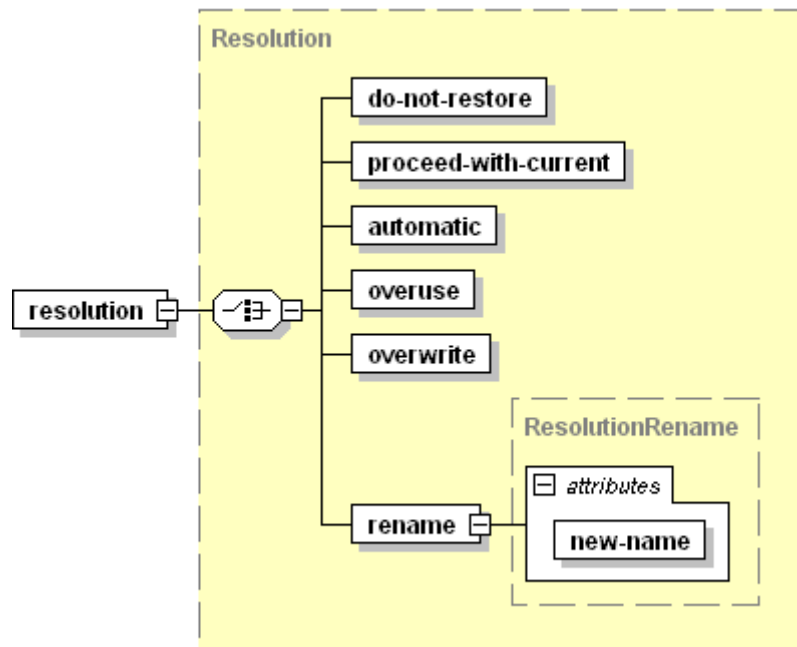 Resolution
do-not-restore
proceed-with-current
automatic
overuse
resolution
overwrite
ResolutionRename
attributes
rename
new-name